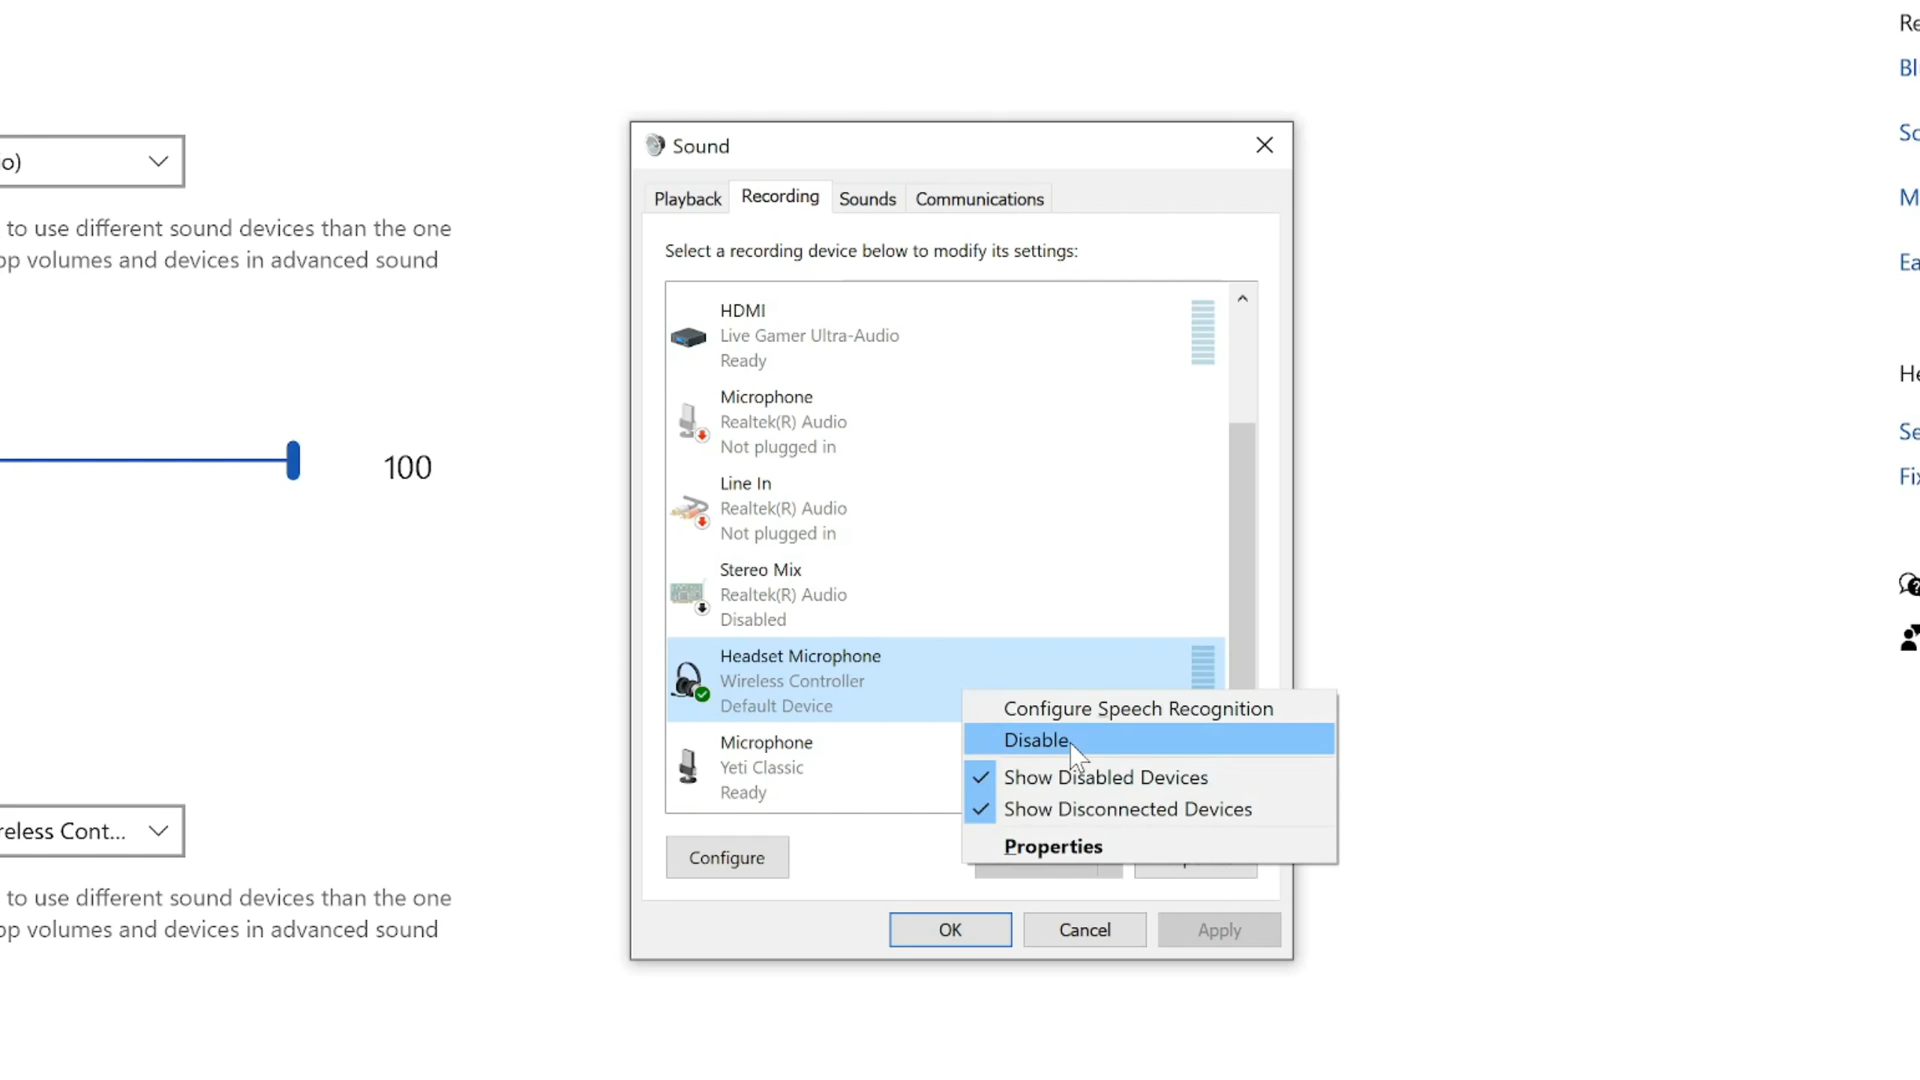 o)
to use different sound devices than the one
pp volumes and devices in advanced sound
100
reless Cont...
to use different sound devices than the one
pp volumes and devices in advanced sound
Sound
Playback
Recording
Sounds
Communications
Select a recording device below to modify its settings:
HDMI
Live Gamer Ultra-Audio
Ready
Microphone
Realtek(R) Audio
Not plugged in
Line In
Realtek(R) Audio
Not plugged in
Stereo Mix
Realtek(R) Audio
Disabled
Headset Microphone
Wireless Controller
Default Device
Microphone
Yeti Classic
Ready
Configure Speech Recognition
Disable
Show Disabled Devices
Show Disconnected Devices
Properties
Configure
OK
Cancel
Apply
Re
Bl
So
M
Ea
He
Se
Fix